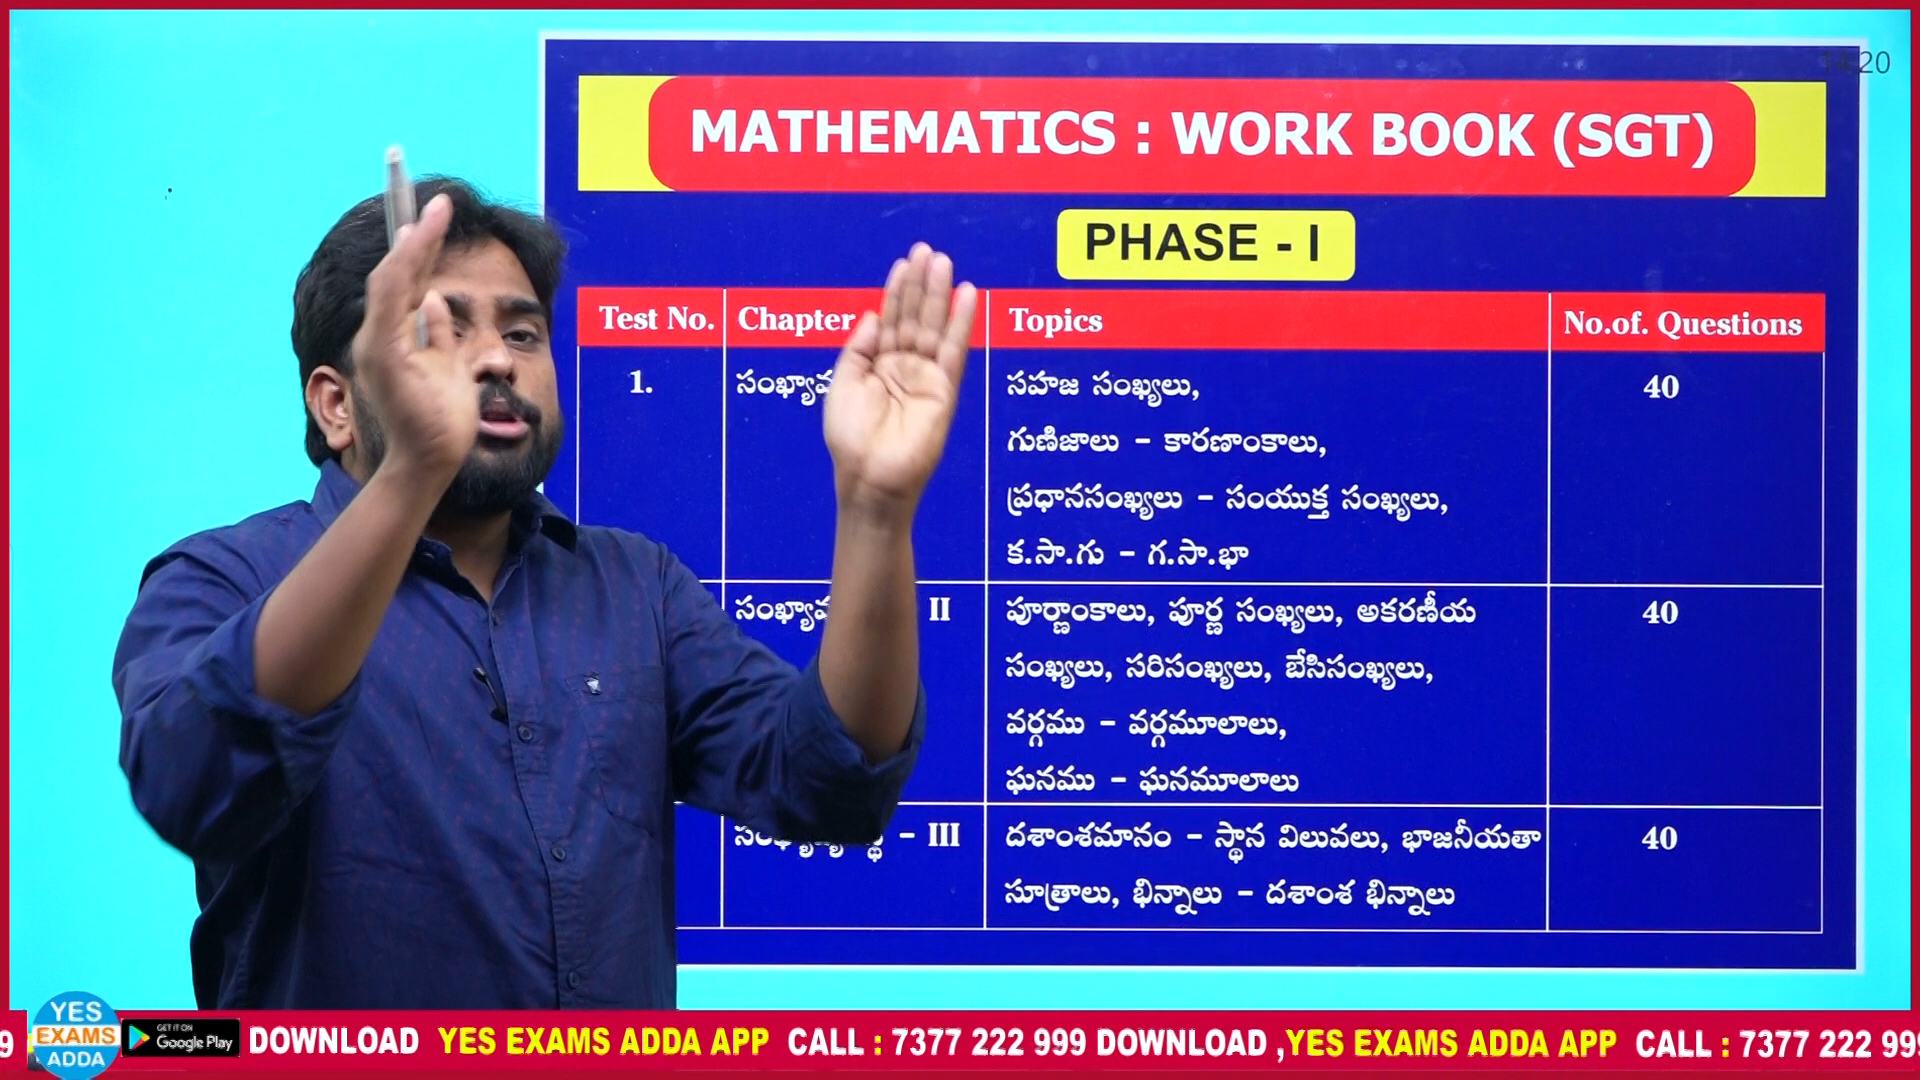 20
MATHEMATICS : WORK BOOK (SGT)
PHASE - I
Test No. Chapter Topics No.of. Questions
1. సహజ సంఖ్యలు, 40
గుణిజాలు - కారణాంకాలు,
ప్రధానసంఖ్యలు - సంయుక్త సంఖ్యలు,
క.సా.గు - గ.సా.భా
II పూర్ణాంకాలు, పూర్ణ సంఖ్యలు, అకరణీయ 40
సంఖ్యలు, సరిసంఖ్యలు, బేసిసంఖ్యలు,
వర్గము - వర్గమూలాలు,
ఘనము - ఘనమూలాలు
- III దశాంశమానం - స్థాన విలువలు, భాజనీయతా 40
సూత్రాలు, భిన్నాలు - దశాంశ భిన్నాలు
YES
EXAMS
ADDA
GET IT ON
Google Play
9 DOWNLOAD YES EXAMS ADDA APP CALL : 7377 222 999 DOWNLOAD ,YES EXAMS ADDA APP CALL : 7377 222 999